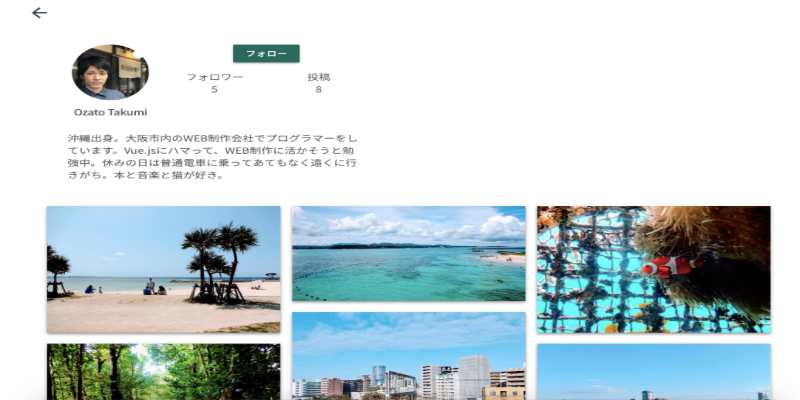 フォロー
フォロワー 投稿
5 8
Ozato Takumi
沖縄出身。大阪市内のWEB制作会社でプログラマーをし
ています。Vue.jsにハマって、WEB制作に活かそうと勉
強中。休みの日は普通電車に乗ってあてもなく遠くに行
きがち。本と音楽と猫が好き。